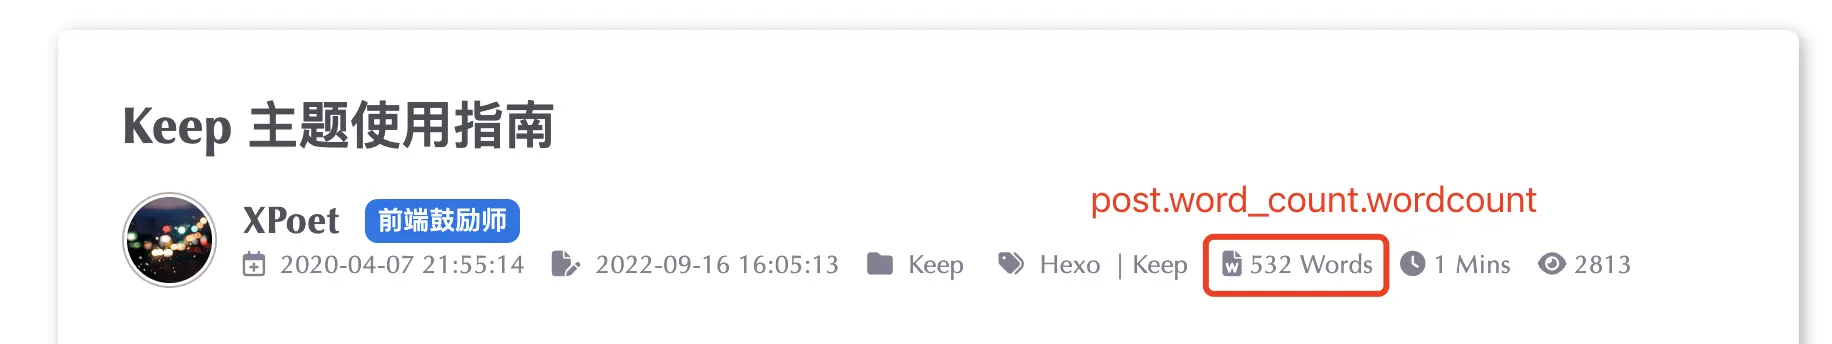 Keep 主题使用指南
post.word_count.wordcount
XPoet 前端鼓励师
2020-04-07 21:55:14 2022-09-16 16:05:13 Keep Hexo | Keep 532 Words 1 Mins 2813